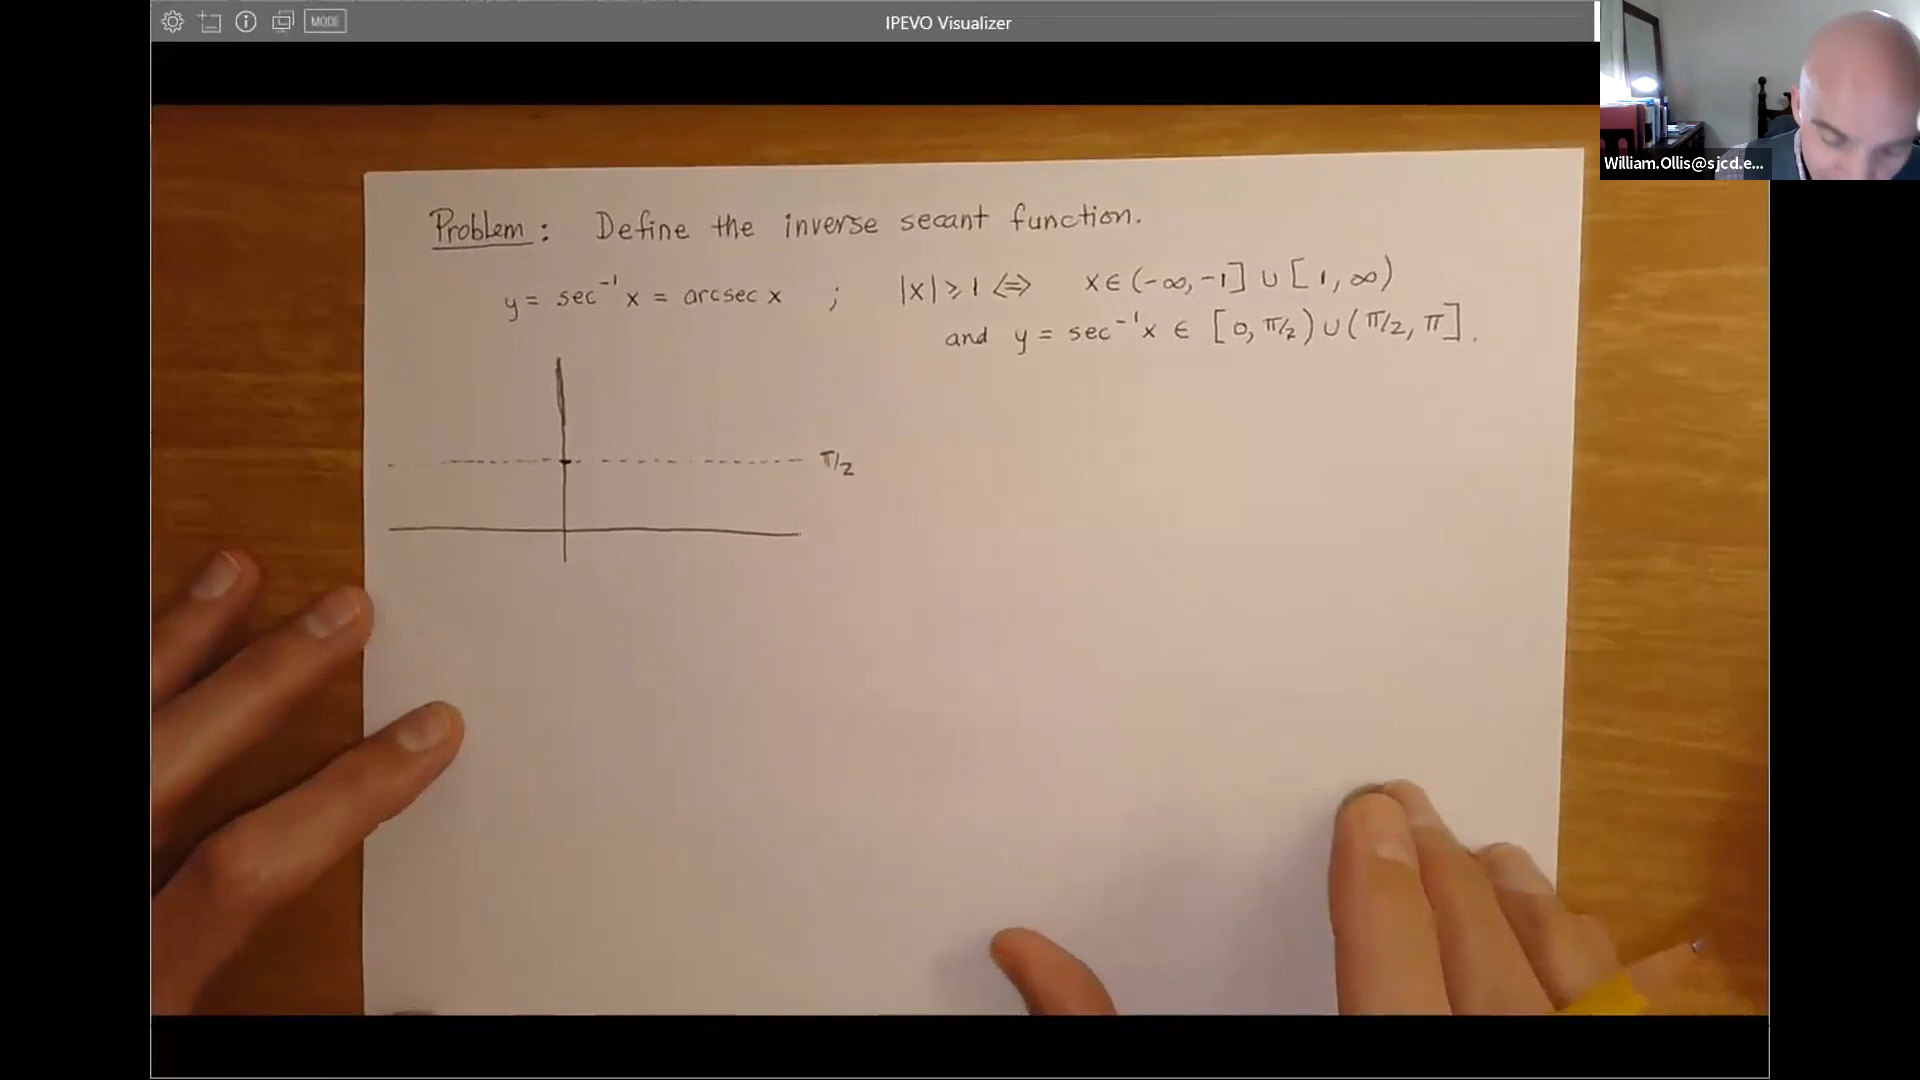 MODE
IPEVO Visualizer
William.Ollis@sjcd.e...
Problem: Define the inverse secant function.
y = sec⁻¹ x = arcsec x ; |x| ≥ 1 ⇔ x ∈ (-∞, -1] ∪ [1, ∞)
and y = sec⁻¹ x ∈ [0, π/2) ∪ (π/2, π].
π/2